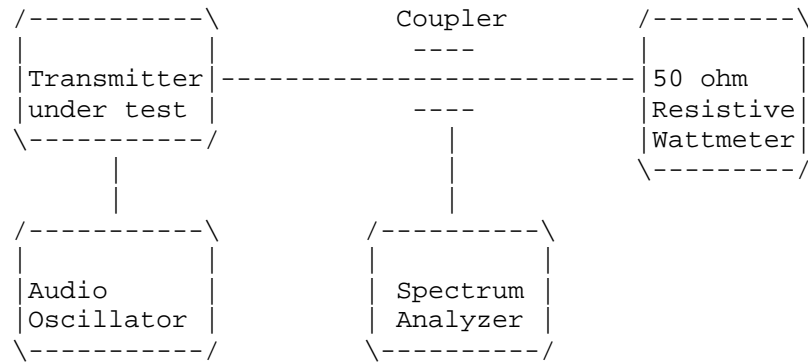 Coupler
Transmitter
under test
50 ohm
Resistive
Wattmeter
Audio
Oscillator
Spectrum
Analyzer